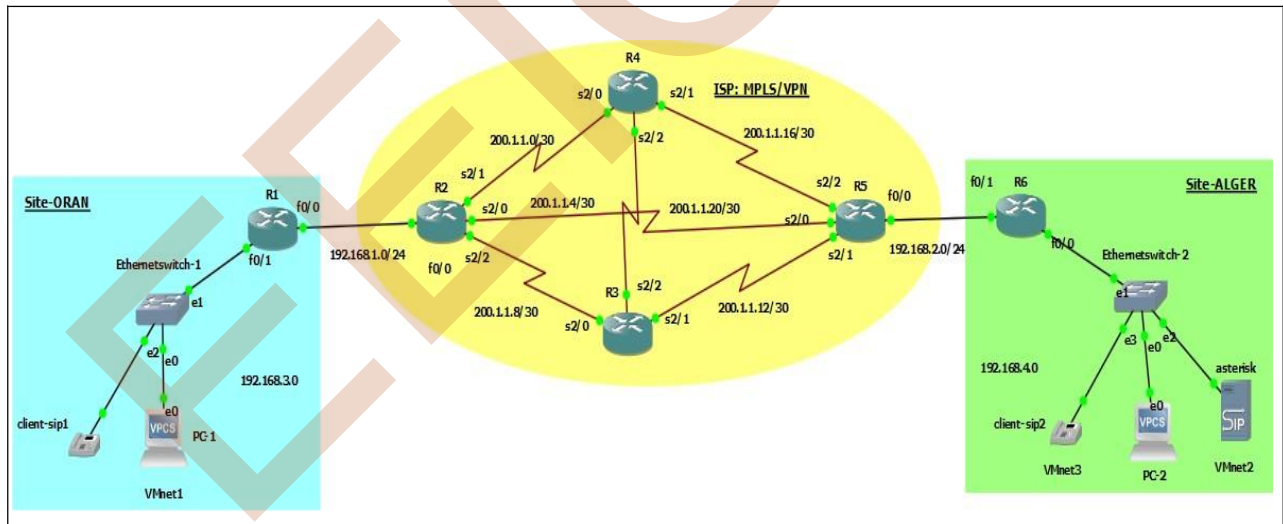 R4
s2/0
s2/1
ISP: MPLS/VPN
s2/2
200.1.1.0/30
200.1.1.16/30
Site-ORAN
R1
f0/0
f0/1
192.168.1.0/24
Ethernetswitch-1
e1
e2
e0
192.168.3.0
client-sip1
e0
VPCS
PC-1
VMnet1
s2/1
R2
s2/0
s2/2
f0/0
200.1.1.4/30
200.1.1.20/30
200.1.1.8/30
R3
s2/2
s2/0
s2/1
200.1.1.12/30
s2/2
R5
f0/0
s2/0
s2/1
192.168.2.0/24
f0/1
R6
Site-ALGER
f0/0
Ethernetswitch-2
e1
e3
e0
e2
192.168.4.0
asterisk
client-sip2
e0
VPCS
SIP
VMnet3
PC-2
VMnet2